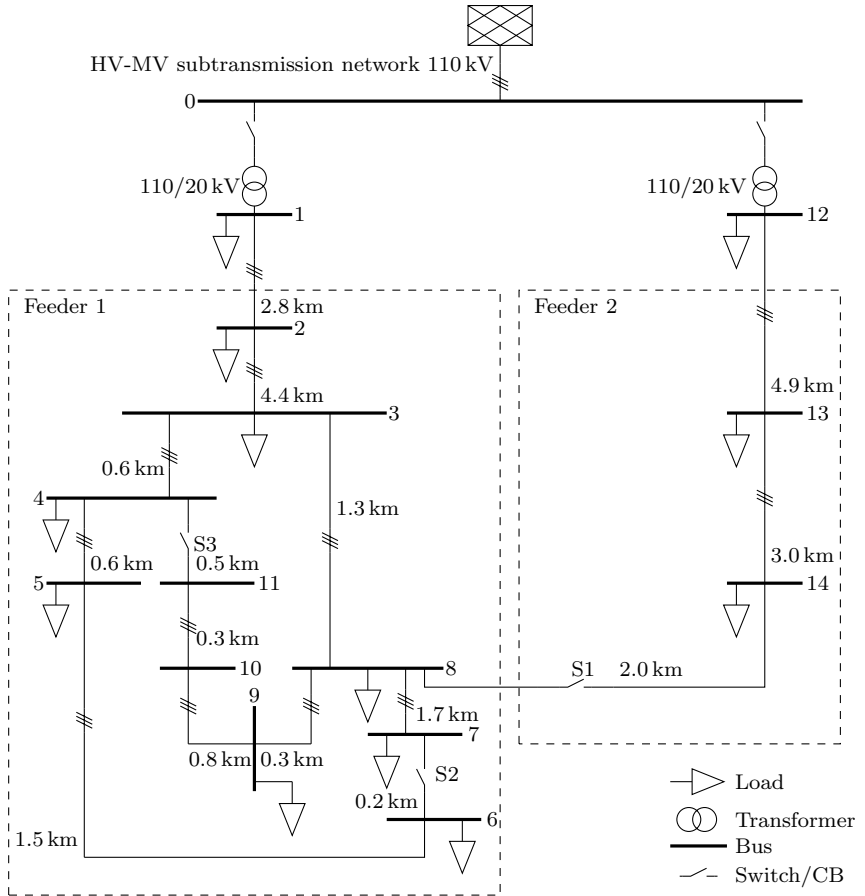 HV-MV subtransmission network 110 kV
0
110/20 kV
110/20 kV
1
12
Feeder 1
2.8 km
Feeder 2
2
4.4 km
4.9 km
3
13
0.6 km
4
1.3 km
S3
0.6 km
0.5 km
3.0 km
5
11
14
0.3 km
10
8
S1
2.0 km
9
1.7 km
7
0.8 km
0.3 km
S2
0.2 km
6
1.5 km
Load
Transformer
Bus
Switch/CB